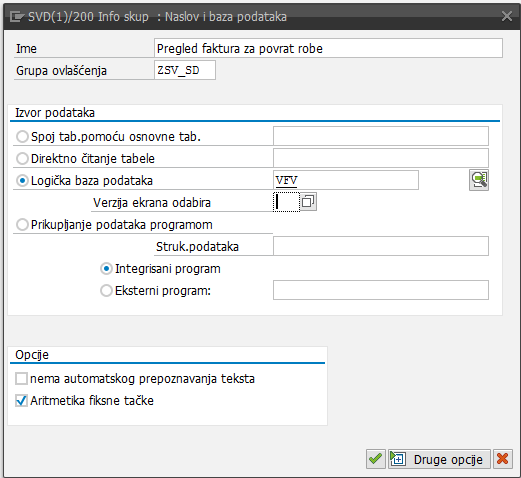 SVD(1)/200 Info skup : Naslov i baza podataka
Ime Pregled faktura za povrat robe
Grupa ovlašćenja ZSV_SD
Izvor podataka
Spoj tab.pomoću osnovne tab.
Direktno čitanje tabele
Logička baza podataka VFV
Verzija ekrana odabira
Prikupljanje podataka programom
Struk.podataka
Integrisani program
Eksterni program:
Opcije
nema automatskog prepoznavanja teksta
Aritmetika fiksne tačke
Druge opcije